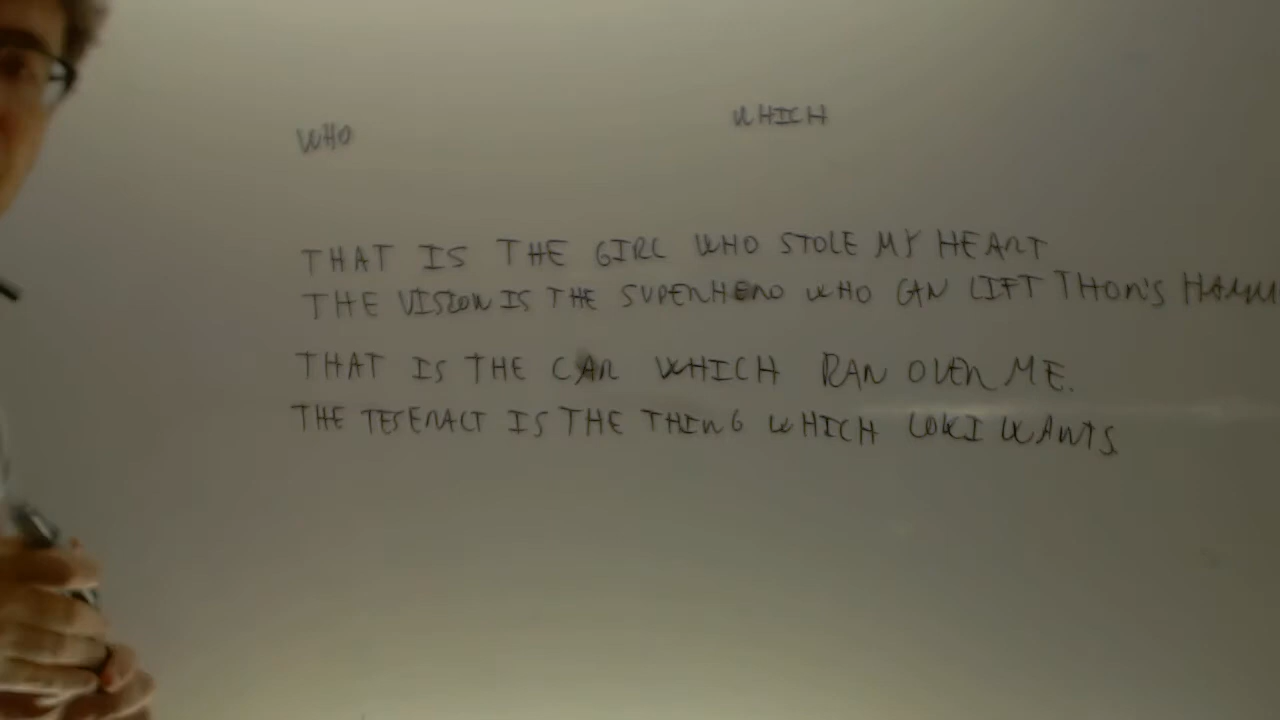 WHO WHICH
THAT IS THE GIRL WHO STOLE MY HEART
THE VISION IS THE SUPERHERO WHO CAN LIFT THOR'S HAMM
THAT IS THE CAR WHICH RAN OVER ME.
THE TESERACT IS THE THING WHICH LOKI WANTS.